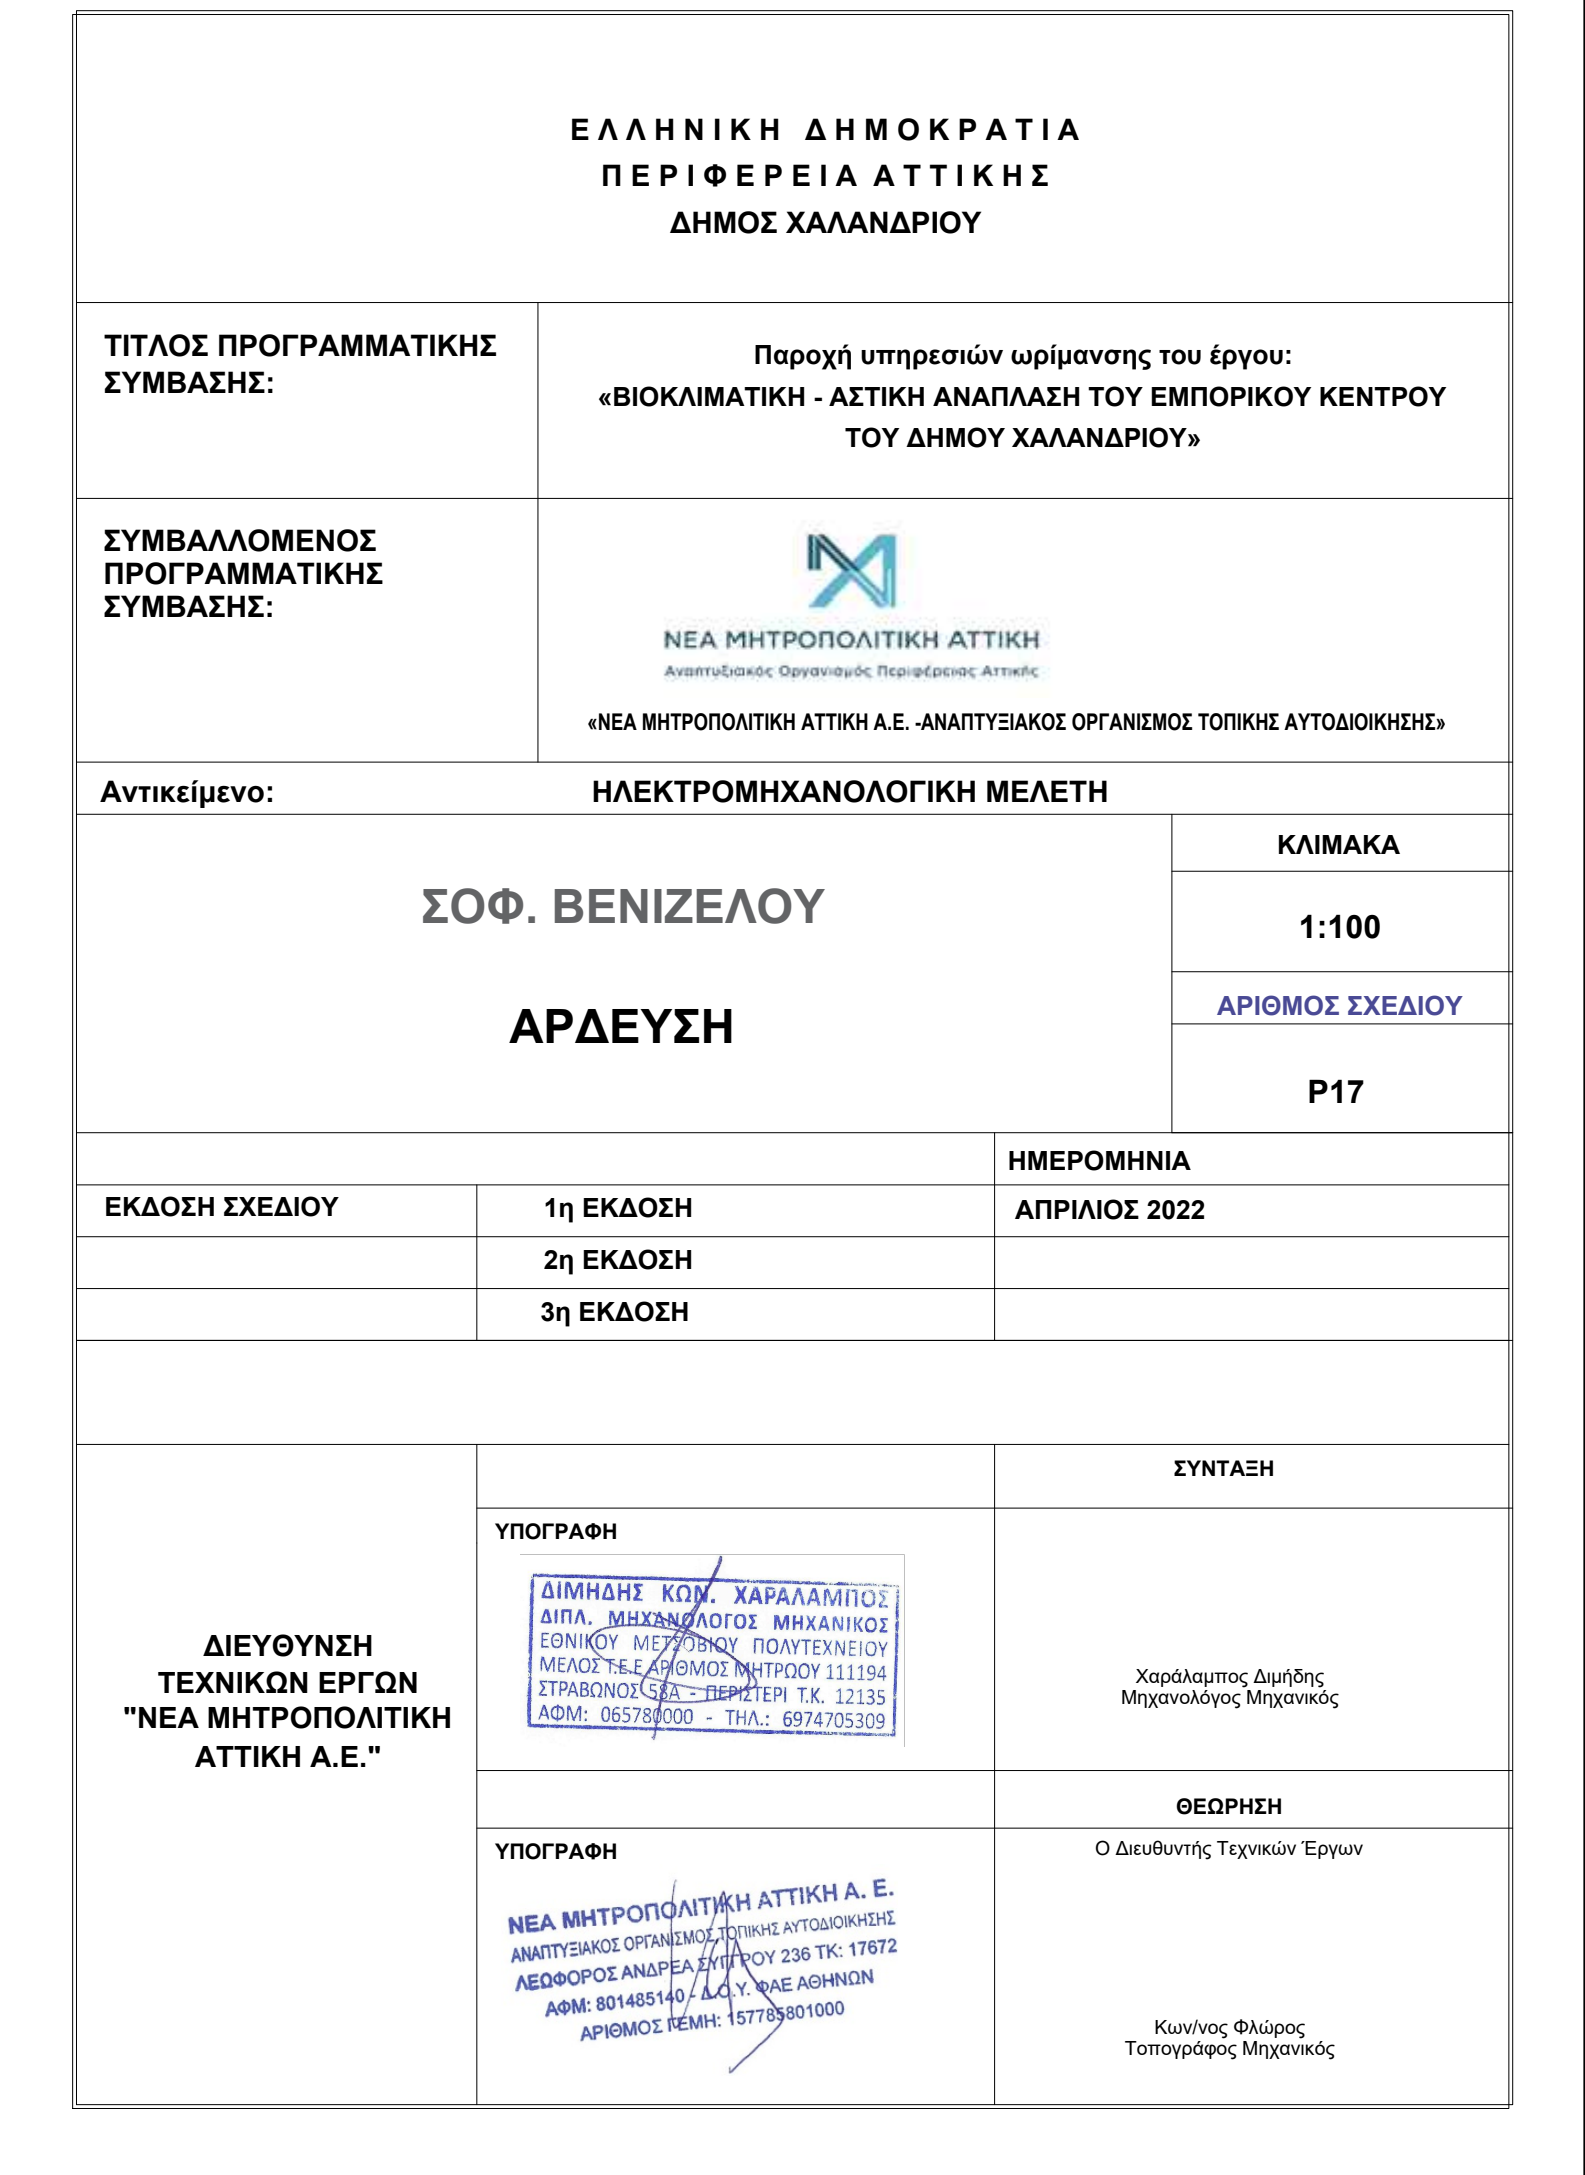 Ε Λ Λ Η Ν Ι Κ Η  Δ Η Μ Ο Κ Ρ Α Τ Ι Α
Π Ε Ρ Ι Φ Ε Ρ Ε Ι Α  Α Τ Τ Ι Κ Η Σ
ΔΗΜΟΣ ΧΑΛΑΝΔΡΙΟΥ
ΤΙΤΛΟΣ ΠΡΟΓΡΑΜΜΑΤΙΚΗΣ
ΣΥΜΒΑΣΗΣ:
Παροχή υπηρεσιών ωρίμανσης του έργου:
«ΒΙΟΚΛΙΜΑΤΙΚΗ - ΑΣΤΙΚΗ ΑΝΑΠΛΑΣΗ ΤΟΥ ΕΜΠΟΡΙΚΟΥ ΚΕΝΤΡΟΥ
ΤΟΥ ΔΗΜΟΥ ΧΑΛΑΝΔΡΙΟΥ»
ΣΥΜΒΑΛΛΟΜΕΝΟΣ
ΠΡΟΓΡΑΜΜΑΤΙΚΗΣ
ΣΥΜΒΑΣΗΣ:
ΝΕΑ ΜΗΤΡΟΠΟΛΙΤΙΚΗ ΑΤΤΙΚΗ
Αναπτυξιακός Οργανισμός Περιφέρειας Αττικής
«ΝΕΑ ΜΗΤΡΟΠΟΛΙΤΙΚΗ ΑΤΤΙΚΗ Α.Ε. -ΑΝΑΠΤΥΞΙΑΚΟΣ ΟΡΓΑΝΙΣΜΟΣ ΤΟΠΙΚΗΣ ΑΥΤΟΔΙΟΙΚΗΣΗΣ»
Αντικείμενο: ΗΛΕΚΤΡΟΜΗΧΑΝΟΛΟΓΙΚΗ ΜΕΛΕΤΗ
ΣΟΦ. ΒΕΝΙΖΕΛΟΥ
ΑΡΔΕΥΣΗ
ΚΛΙΜΑΚΑ
1:100
ΑΡΙΘΜΟΣ ΣΧΕΔΙΟΥ
P17
ΗΜΕΡΟΜΗΝΙΑ
ΕΚΔΟΣΗ ΣΧΕΔΙΟΥ 1η ΕΚΔΟΣΗ ΑΠΡΙΛΙΟΣ 2022
2η ΕΚΔΟΣΗ
3η ΕΚΔΟΣΗ
ΔΙΕΥΘΥΝΣΗ
ΤΕΧΝΙΚΩΝ ΕΡΓΩΝ
"ΝΕΑ ΜΗΤΡΟΠΟΛΙΤΙΚΗ
ΑΤΤΙΚΗ Α.Ε."
ΣΥΝΤΑΞΗ
ΥΠΟΓΡΑΦΗ
ΔΙΜΗΔΗΣ ΚΩΝ. ΧΑΡΑΛΑΜΠΟΣ
ΔΙΠΛ. ΜΗΧΑΝΟΛΟΓΟΣ ΜΗΧΑΝΙΚΟΣ
ΕΘΝΙΚΟΥ ΜΕΤΣΟΒΙΟΥ ΠΟΛΥΤΕΧΝΕΙΟΥ
ΜΕΛΟΣ Τ.Ε.Ε ΑΡΙΘΜΟΣ ΜΗΤΡΩΟΥ 111194
ΣΤΡΑΒΩΝΟΣ 58Α - ΠΕΡΙΣΤΕΡΙ Τ.Κ. 12135
ΑΦΜ: 065780000 - ΤΗΛ.: 6974705309
Χαράλαμπος Διμήδης
Μηχανολόγος Μηχανικός
ΘΕΩΡΗΣΗ
ΥΠΟΓΡΑΦΗ
Ο Διευθυντής Τεχνικών Έργων
ΝΕΑ ΜΗΤΡΟΠΟΛΙΤΙΚΗ ΑΤΤΙΚΗ Α. Ε.
ΑΝΑΠΤΥΞΙΑΚΟΣ ΟΡΓΑΝΙΣΜΟΣ ΤΟΠΙΚΗΣ ΑΥΤΟΔΙΟΙΚΗΣΗΣ
ΛΕΩΦΟΡΟΣ ΑΝΔΡΕΑ ΣΥΓΓΡΟΥ 236 ΤΚ: 17672
ΑΦΜ: 801485140 - Δ.Ο.Υ. ΦΑΕ ΑΘΗΝΩΝ
ΑΡΙΘΜΟΣ ΓΕΜΗ: 157785801000
Κων/νος Φλώρος
Τοπογράφος Μηχανικός